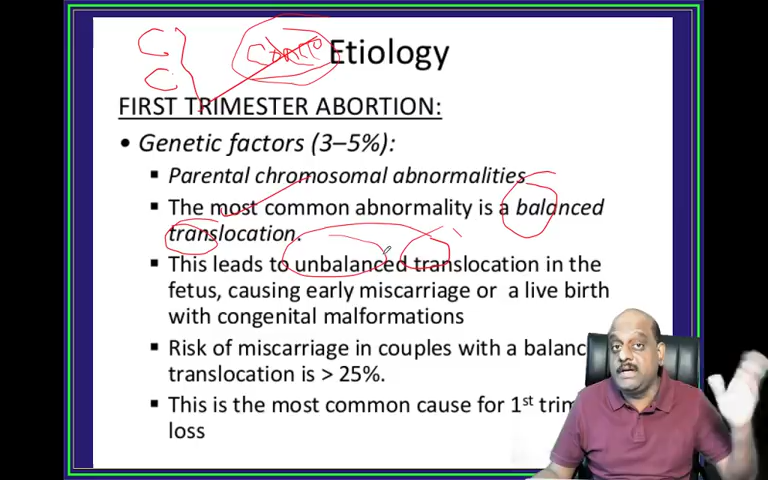 Etiology
FIRST TRIMESTER ABORTION:
• Genetic factors (3–5%):
▪ Parental chromosomal abnormalities
▪ The most common abnormality is a balanced
translocation.
▪ This leads to unbalanced translocation in the
fetus, causing early miscarriage or a live birth
with congenital malformations
▪ Risk of miscarriage in couples with a
translocation is > 25%.
▪ This is the most common cause for 1st
loss